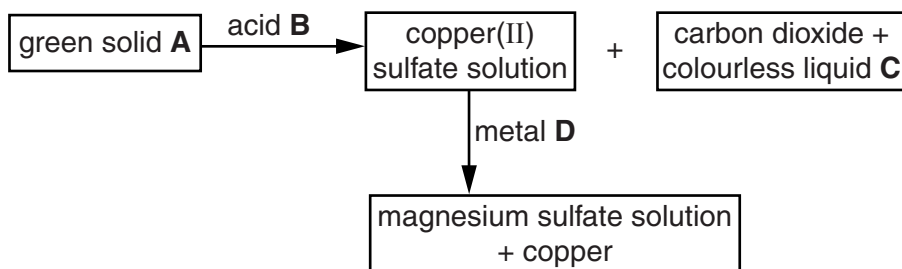 green solid A
acid B
copper(II)
sulfate solution
+
carbon dioxide +
colourless liquid C
metal D
magnesium sulfate solution
+ copper